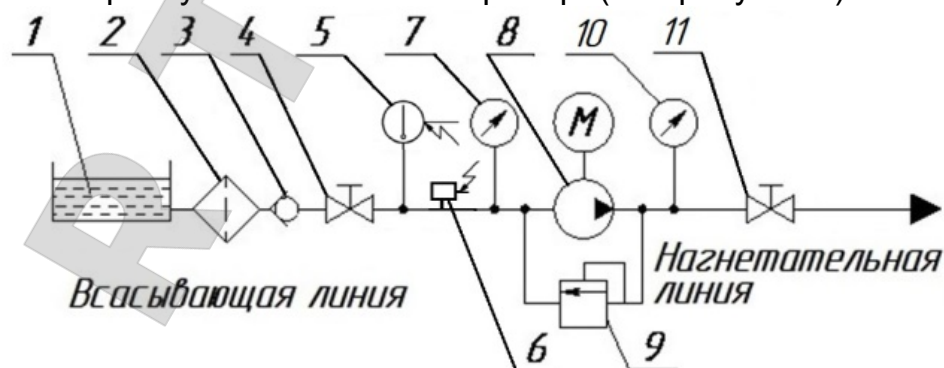 1 2 3 4 5 7 8 10 11
M
Всасывающая линия
Нагнетательная
линия
6 9